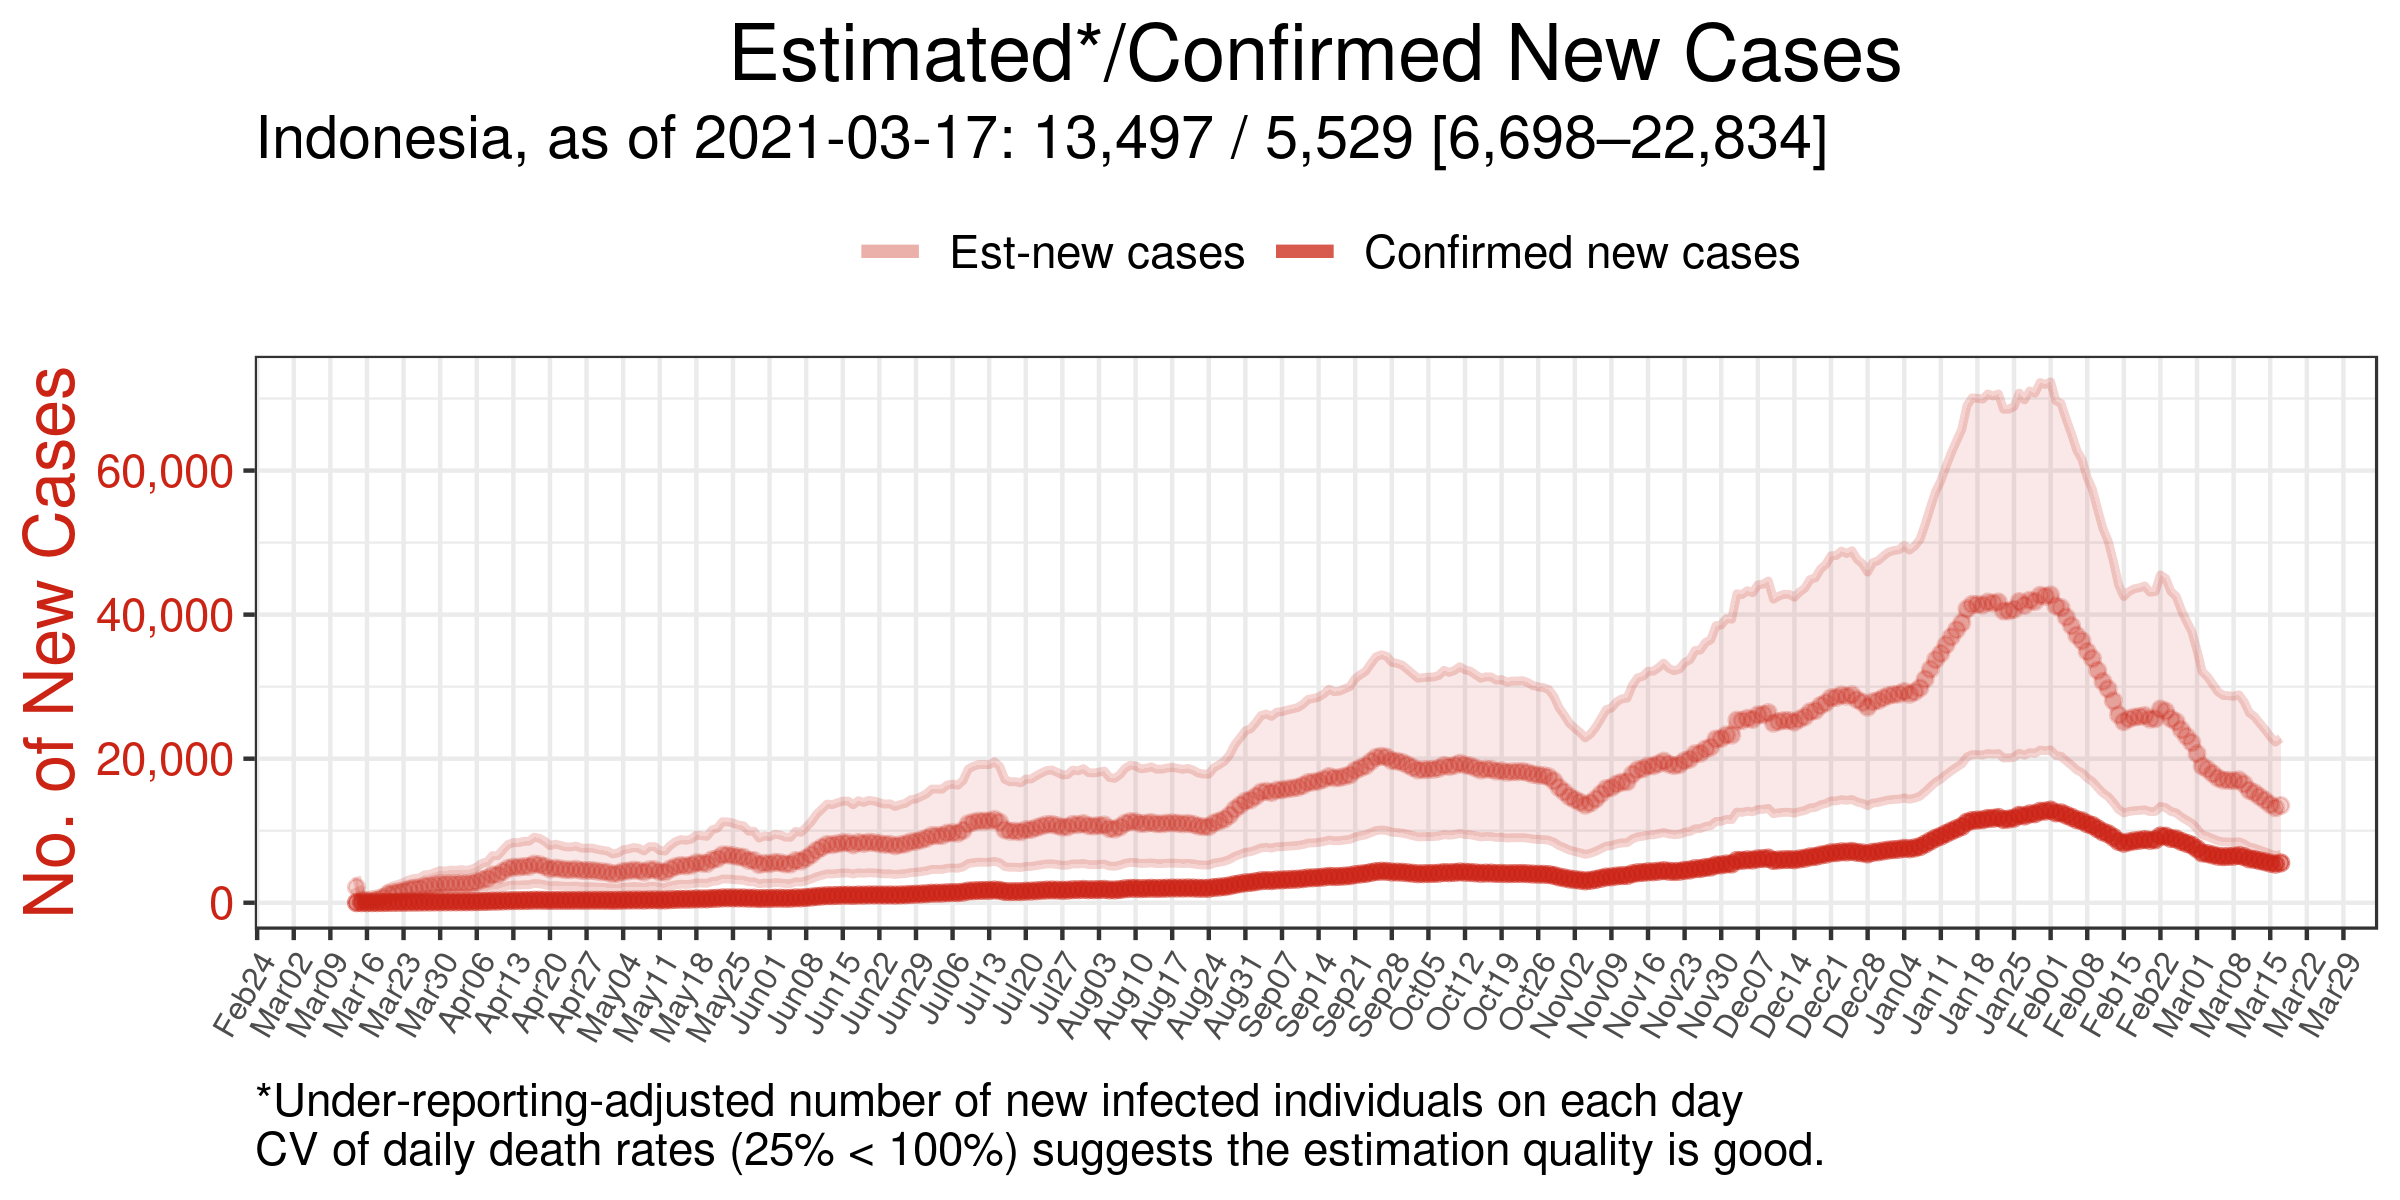 Estimated*/Confirmed New Cases
Indonesia, as of 2021-03-17: 13,497 / 5,529 [6,698–22,834]
Est-new cases Confirmed new cases
No. of New Cases
60,000
40,000
20,000
0
Feb24 Mar02 Mar09 Mar16 Mar23 Mar30 Apr06 Apr13 Apr20 Apr27 May04 May11 May18 May25 Jun01 Jun08 Jun15 Jun22 Jun29 Jul06 Jul13 Jul20 Jul27 Aug03 Aug10 Aug17 Aug24 Aug31 Sep07 Sep14 Sep21 Sep28 Oct05 Oct12 Oct19 Oct26 Nov02 Nov09 Nov16 Nov23 Nov30 Dec07 Dec14 Dec21 Dec28 Jan04 Jan11 Jan18 Jan25 Feb01 Feb08 Feb15 Feb22 Mar01 Mar08 Mar15 Mar22 Mar29
*Under-reporting-adjusted number of new infected individuals on each day
CV of daily death rates (25% < 100%) suggests the estimation quality is good.